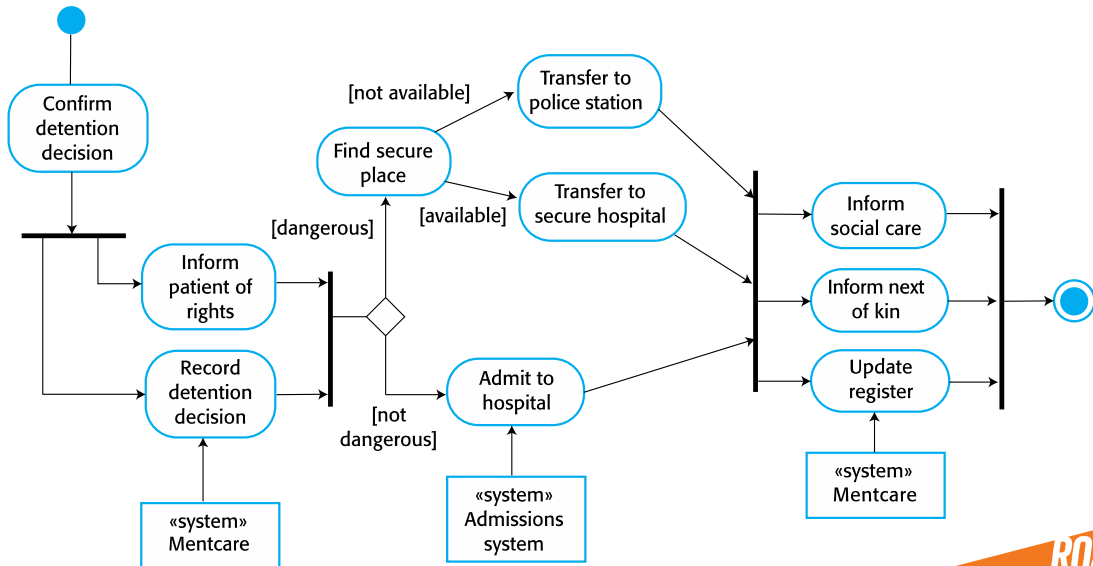 Confirm
detention
decision
Inform
patient of
rights
Record
detention
decision
«system»
Mentcare
[dangerous]
[not
dangerous]
Find secure
place
[not available]
[available]
Transfer to
police station
Transfer to
secure hospital
Admit to
hospital
«system»
Admissions
system
Inform
social care
Inform next
of kin
Update
register
«system»
Mentcare